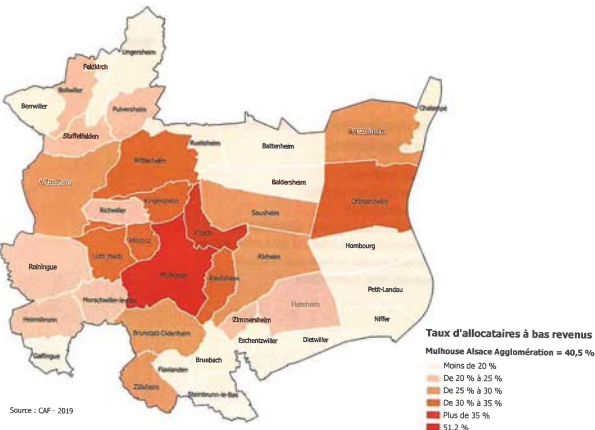 Ungersheim
Feldkirch
Bollwiller
Berrwiller
Pulversheim
Chalampé
Staffelfelden
Ruelisheim
Battenheim
Wittenheim
Baldersheim
Ottmarsheim
Kingersheim
Richwiller
Sausheim
Illzach
Hombourg
Lutterbach
Reiningue
Mulhouse
Rixheim
Riedisheim
Petit-Landau
Habsheim
Morschwiller-le-Bas
Heimsbrunn
Zimmersheim
Niffer
Brunstatt-Didenheim
Eschentzwiller
Dietwiller
Galfingue
Bruebach
Flaxlanden
Zillisheim
Steinbrunn-le-Bas
Taux d'allocataires à bas revenus
Mulhouse Alsace Agglomération = 40,5 %
Moins de 20 %
De 20 % à 25 %
De 25 % à 30 %
De 30 % à 35 %
Plus de 35 %
51,2 %
Source : CAF - 2019